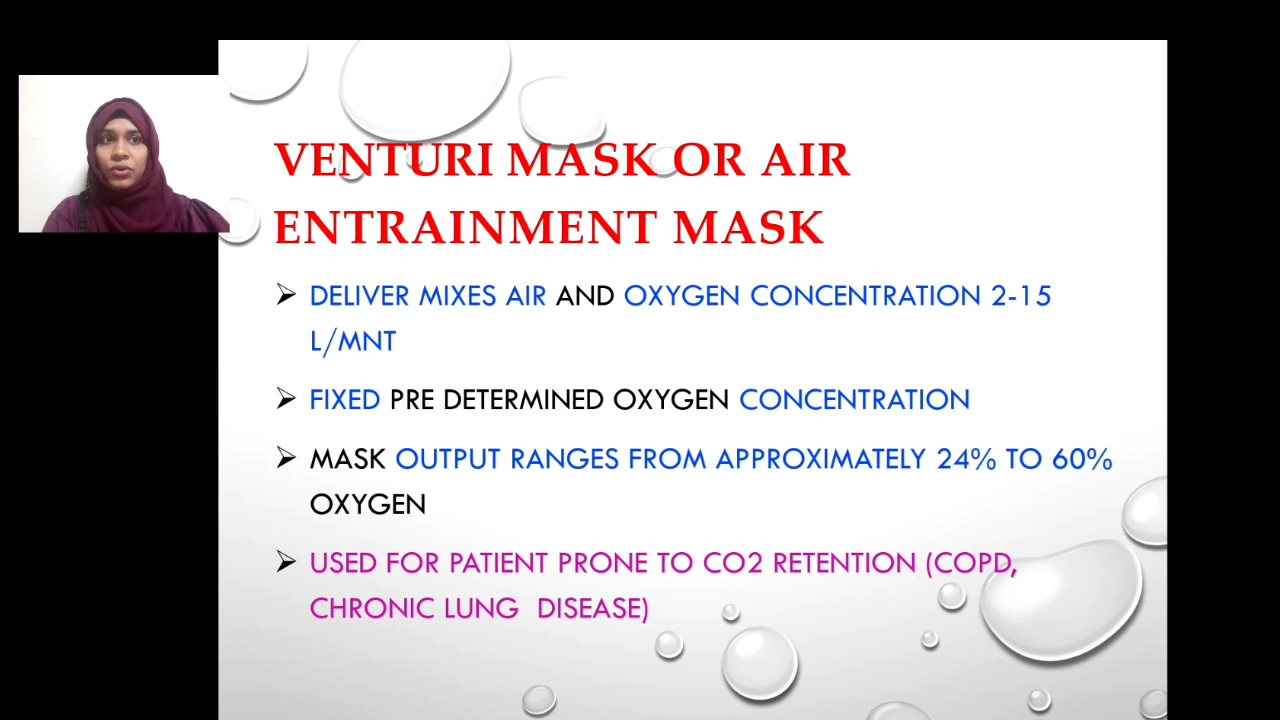 VENTURI MASK OR AIR
ENTRAINMENT MASK
DELIVER MIXES AIR AND OXYGEN CONCENTRATION 2-15
L/MNT
FIXED PRE DETERMINED OXYGEN CONCENTRATION
MASK OUTPUT RANGES FROM APPROXIMATELY 24% TO 60%
OXYGEN
USED FOR PATIENT PRONE TO CO2 RETENTION (COPD,
CHRONIC LUNG DISEASE)